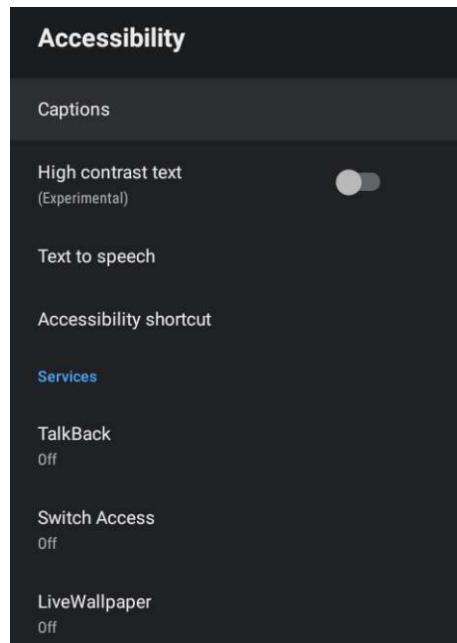 Accessibility
Captions
High contrast text
(Experimental)
Text to speech
Accessibility shortcut
Services
TalkBack
Off
Switch Access
Off
LiveWallpaper
Off